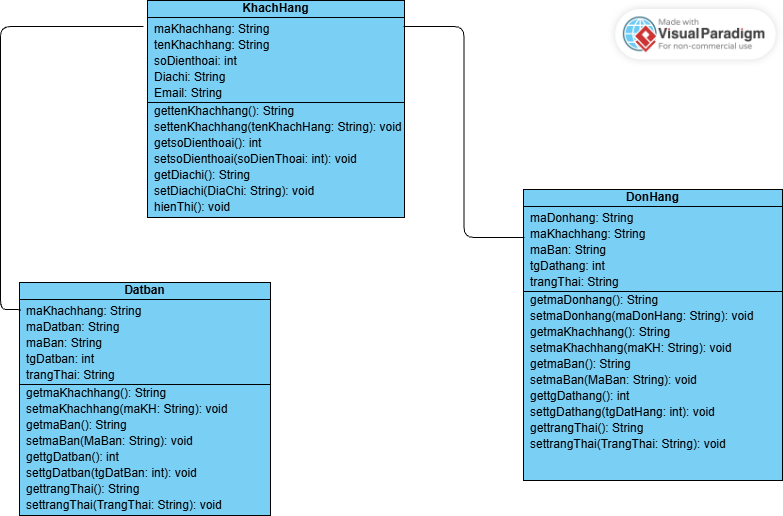 KhachHang
maKhachhang: String
tenKhachhang: String
soDienthoai: int
Diachi: String
Email: String
gettenKhachhang(): String
settenKhachhang(tenKhachHang: String): void
getsoDienthoai(): int
setsoDienthoai(soDienThoai: int): void
getDiachi(): String
setDiachi(DiaChi: String): void
hienThi(): void
Made with
VisualParadigm
For non-commercial use
DonHang
maDonhang: String
maKhachhang: String
maBan: String
tgDathang: int
trangThai: String
getmaDonhang(): String
setmaDonhang(maDonHang: String): void
getmaKhachhang(): String
setmaKhachhang(maKH: String): void
getmaBan(): String
setmaBan(MaBan: String): void
gettgDathang(): int
settgDathang(tgDatHang: int): void
gettrangThai(): String
settrangThai(TrangThai: String): void
Datban
maKhachhang: String
maDatban: String
maBan: String
tgDatban: int
trangThai: String
getmaKhachhang(): String
setmaKhachhang(maKH: String): void
getmaBan(): String
setmaBan(MaBan: String): void
gettgDatban(): int
settgDatban(tgDatBan: int): void
gettrangThai(): String
settrangThai(TrangThai: String): void